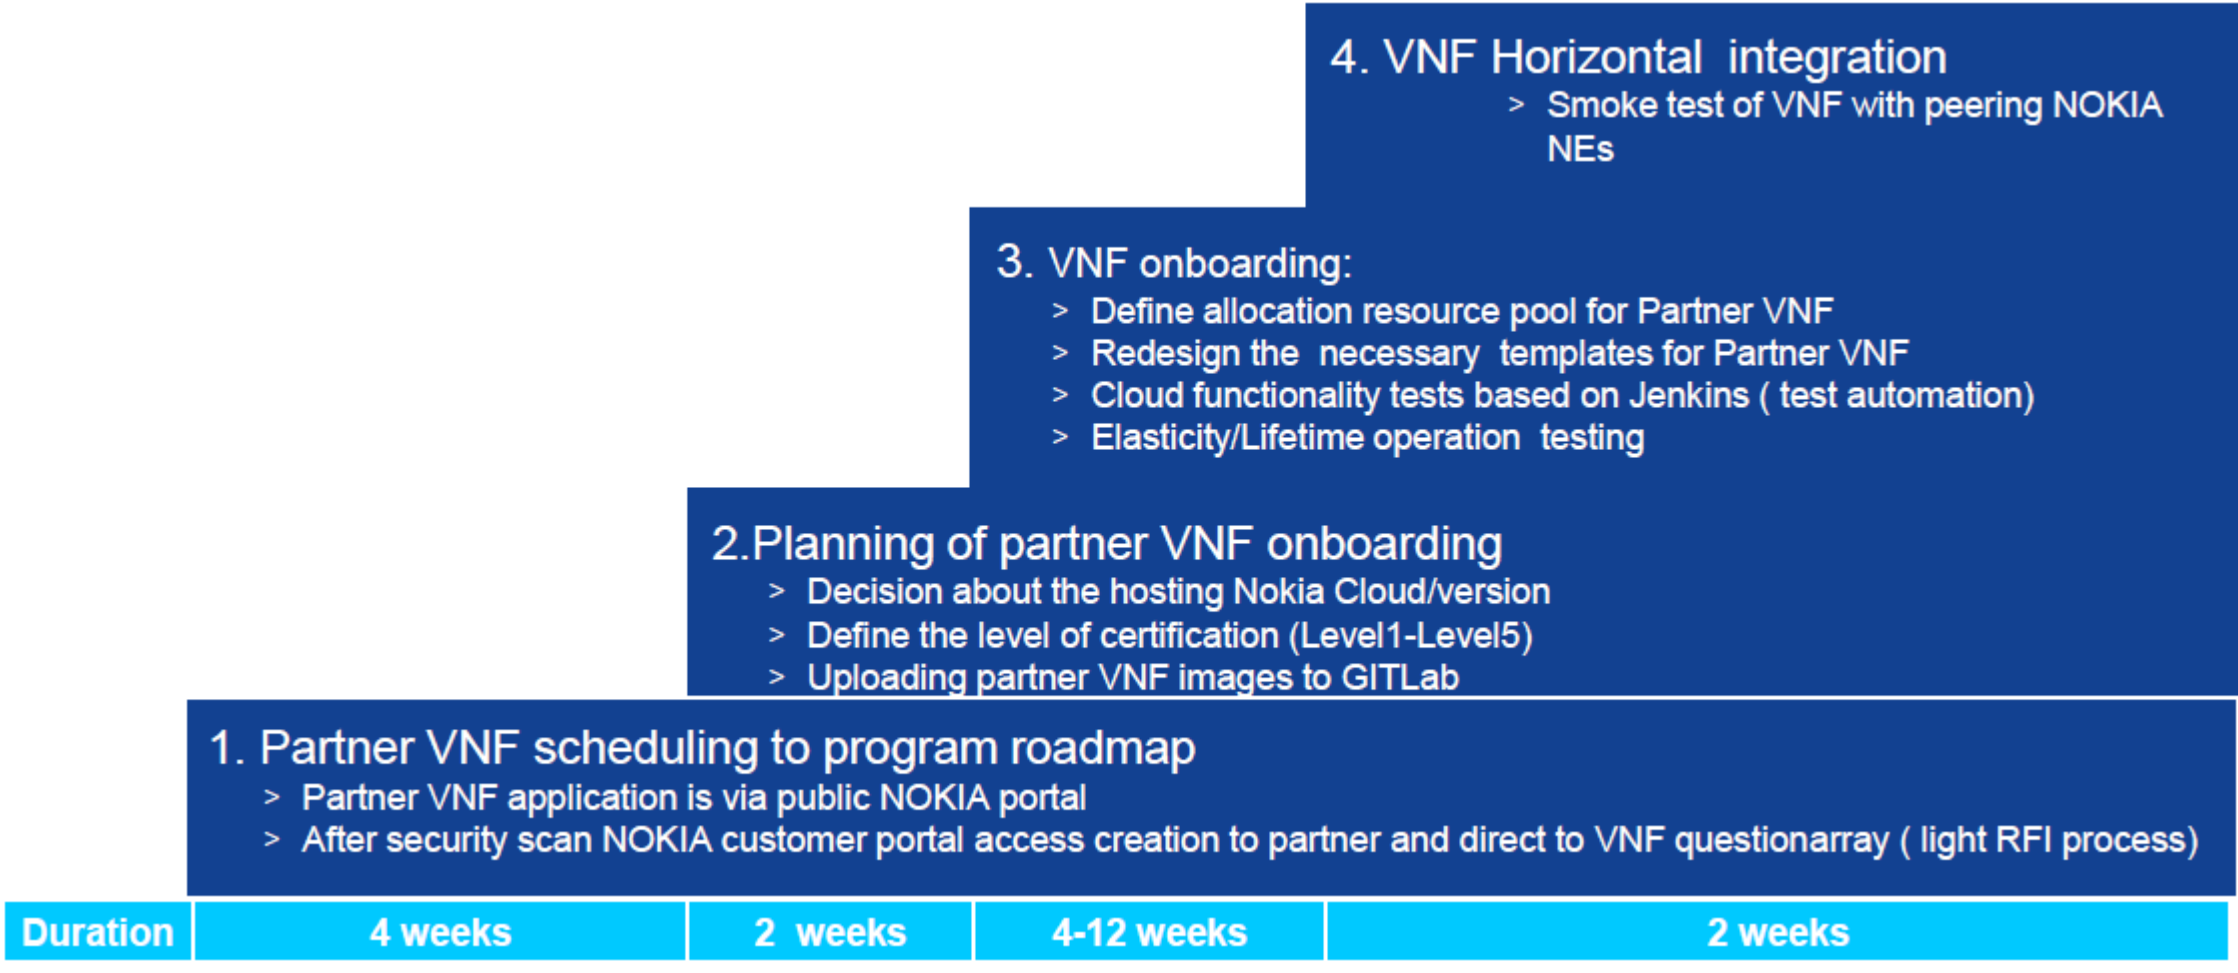 4. VNF Horizontal integration
> Smoke test of VNF with peering NOKIA
NEs
3. VNF onboarding:
> Define allocation resource pool for Partner VNF
> Redesign the necessary templates for Partner VNF
> Cloud functionality tests based on Jenkins ( test automation)
> Elasticity/Lifetime operation testing
2.Planning of partner VNF onboarding
> Decision about the hosting Nokia Cloud/version
> Define the level of certification (Level1-Level5)
> Uploading partner VNF images to GITLab
1. Partner VNF scheduling to program roadmap
> Partner VNF application is via public NOKIA portal
> After security scan NOKIA customer portal access creation to partner and direct to VNF questionarray ( light RFI process)
Duration 4 weeks 2 weeks 4-12 weeks 2 weeks